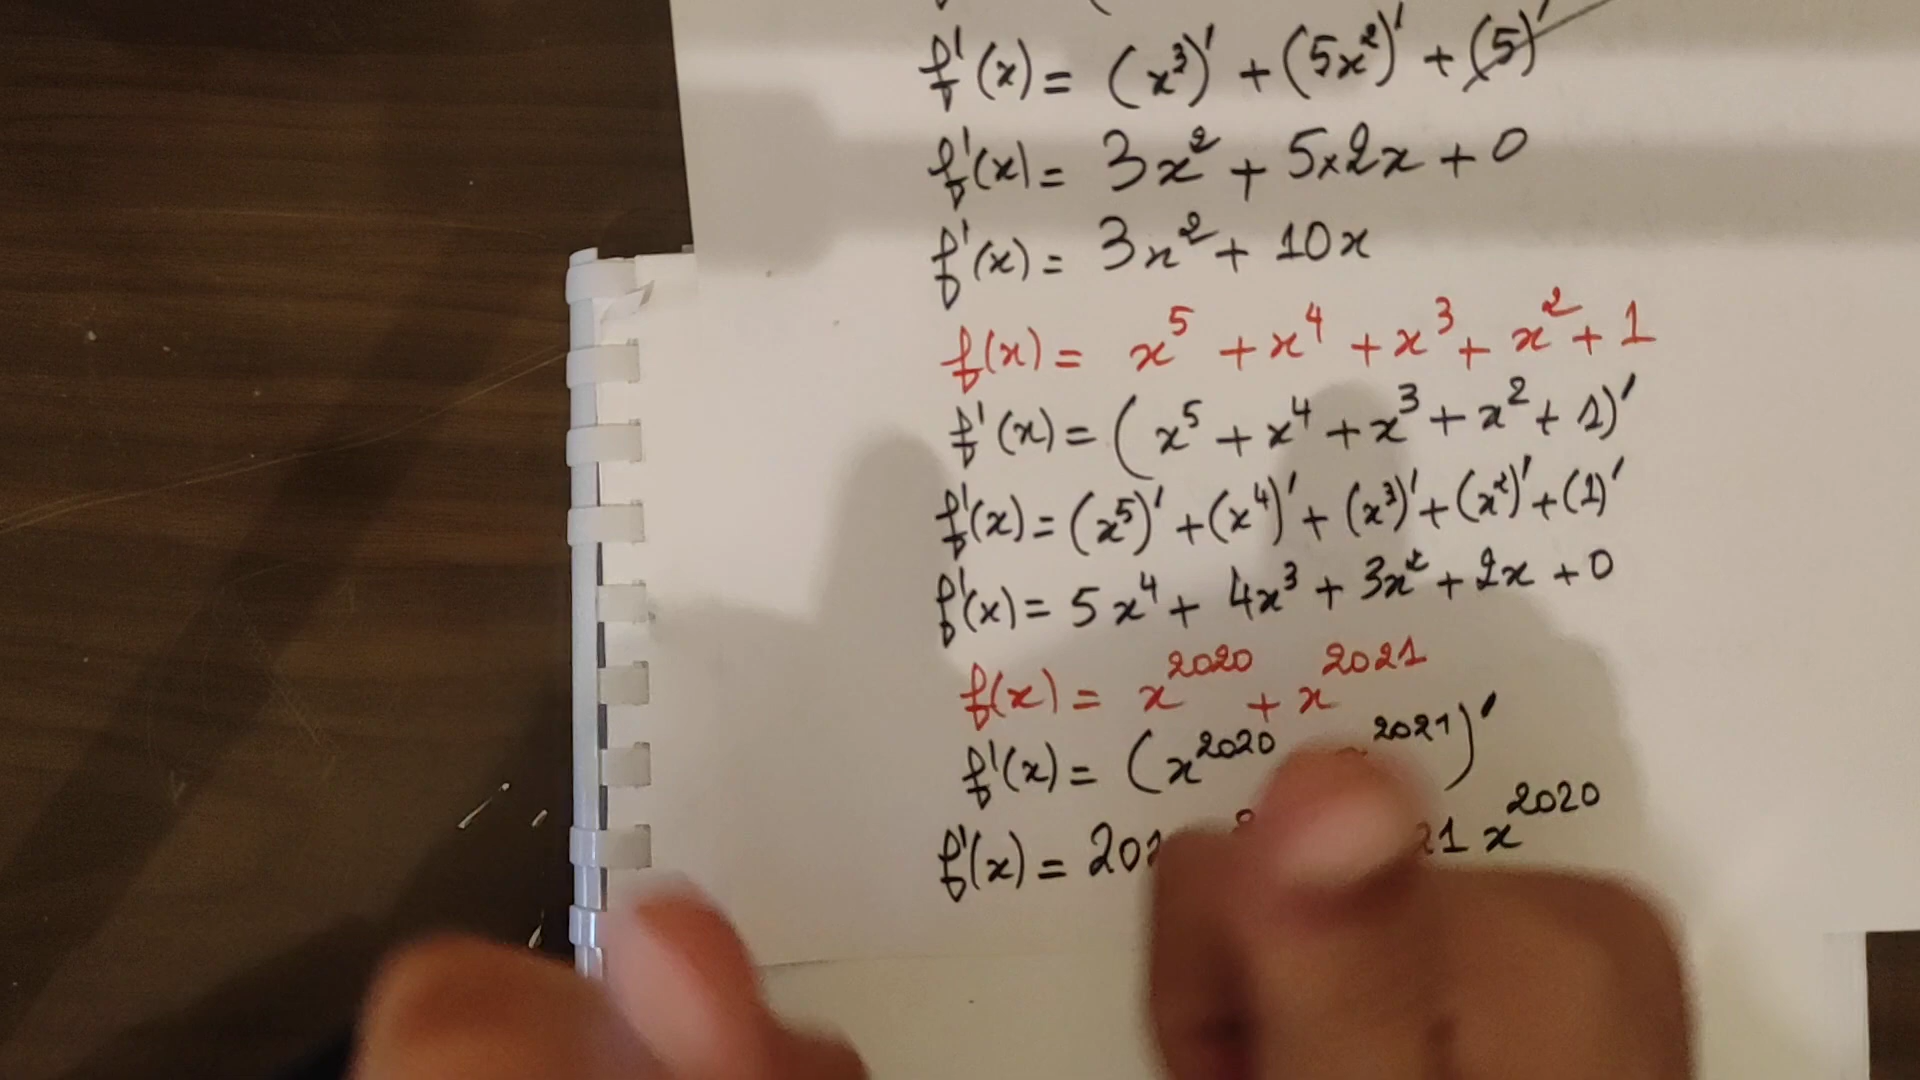 f'(x) = (x³)' + (5x²)' + (5)'
f'(x) = 3x² + 5×2x + 0
f'(x) = 3x² + 10x
f(x) = x⁵ + x⁴ + x³ + x² + 1
f'(x) = (x⁵ + x⁴ + x³ + x² + 1)'
f'(x) = (x⁵)' + (x⁴)' + (x³)' + (x²)' + (1)'
f'(x) = 5x⁴ + 4x³ + 3x² + 2x + 0
f(x) = x²⁰²⁰ + x²⁰²¹
f'(x) = (x²⁰²⁰ ²⁰²¹)'
f'(x) = 20 1 x²⁰²⁰